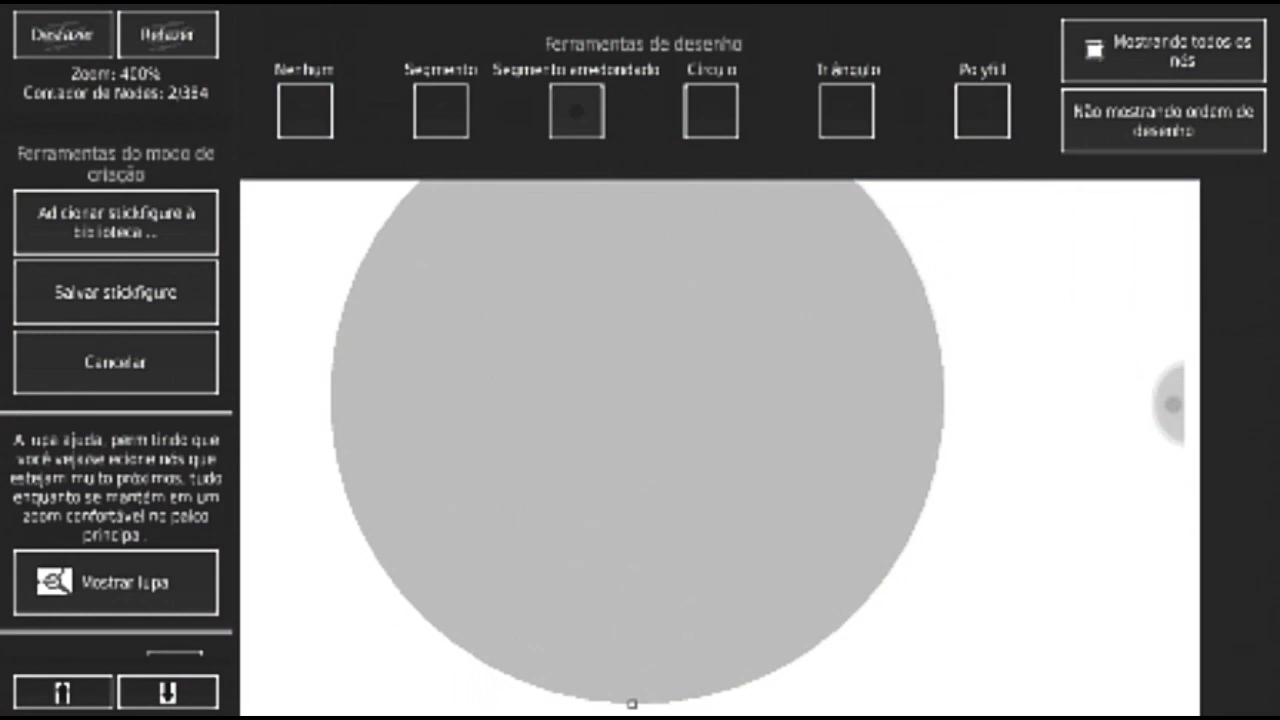 Desfazer Refazer
Zoom: 400%
Contador de Nodes: 2/384
Ferramentas do modo de
criação
Adicionar stickfigure à
biblioteca ...
Salvar stickfigure
Cancelar
A lupa ajuda, permitindo que
você veja/selecione nós que
estejam muito próximos, tudo
enquanto se mantém em um
zoom confortável no palco
principal.
Mostrar lupa
Ferramentas de desenho
Nenhum Segmento Segmento arredondado Círculo Triângulo Polyfill
Mostrando todos os
nós
Não mostrando ordem de
desenho